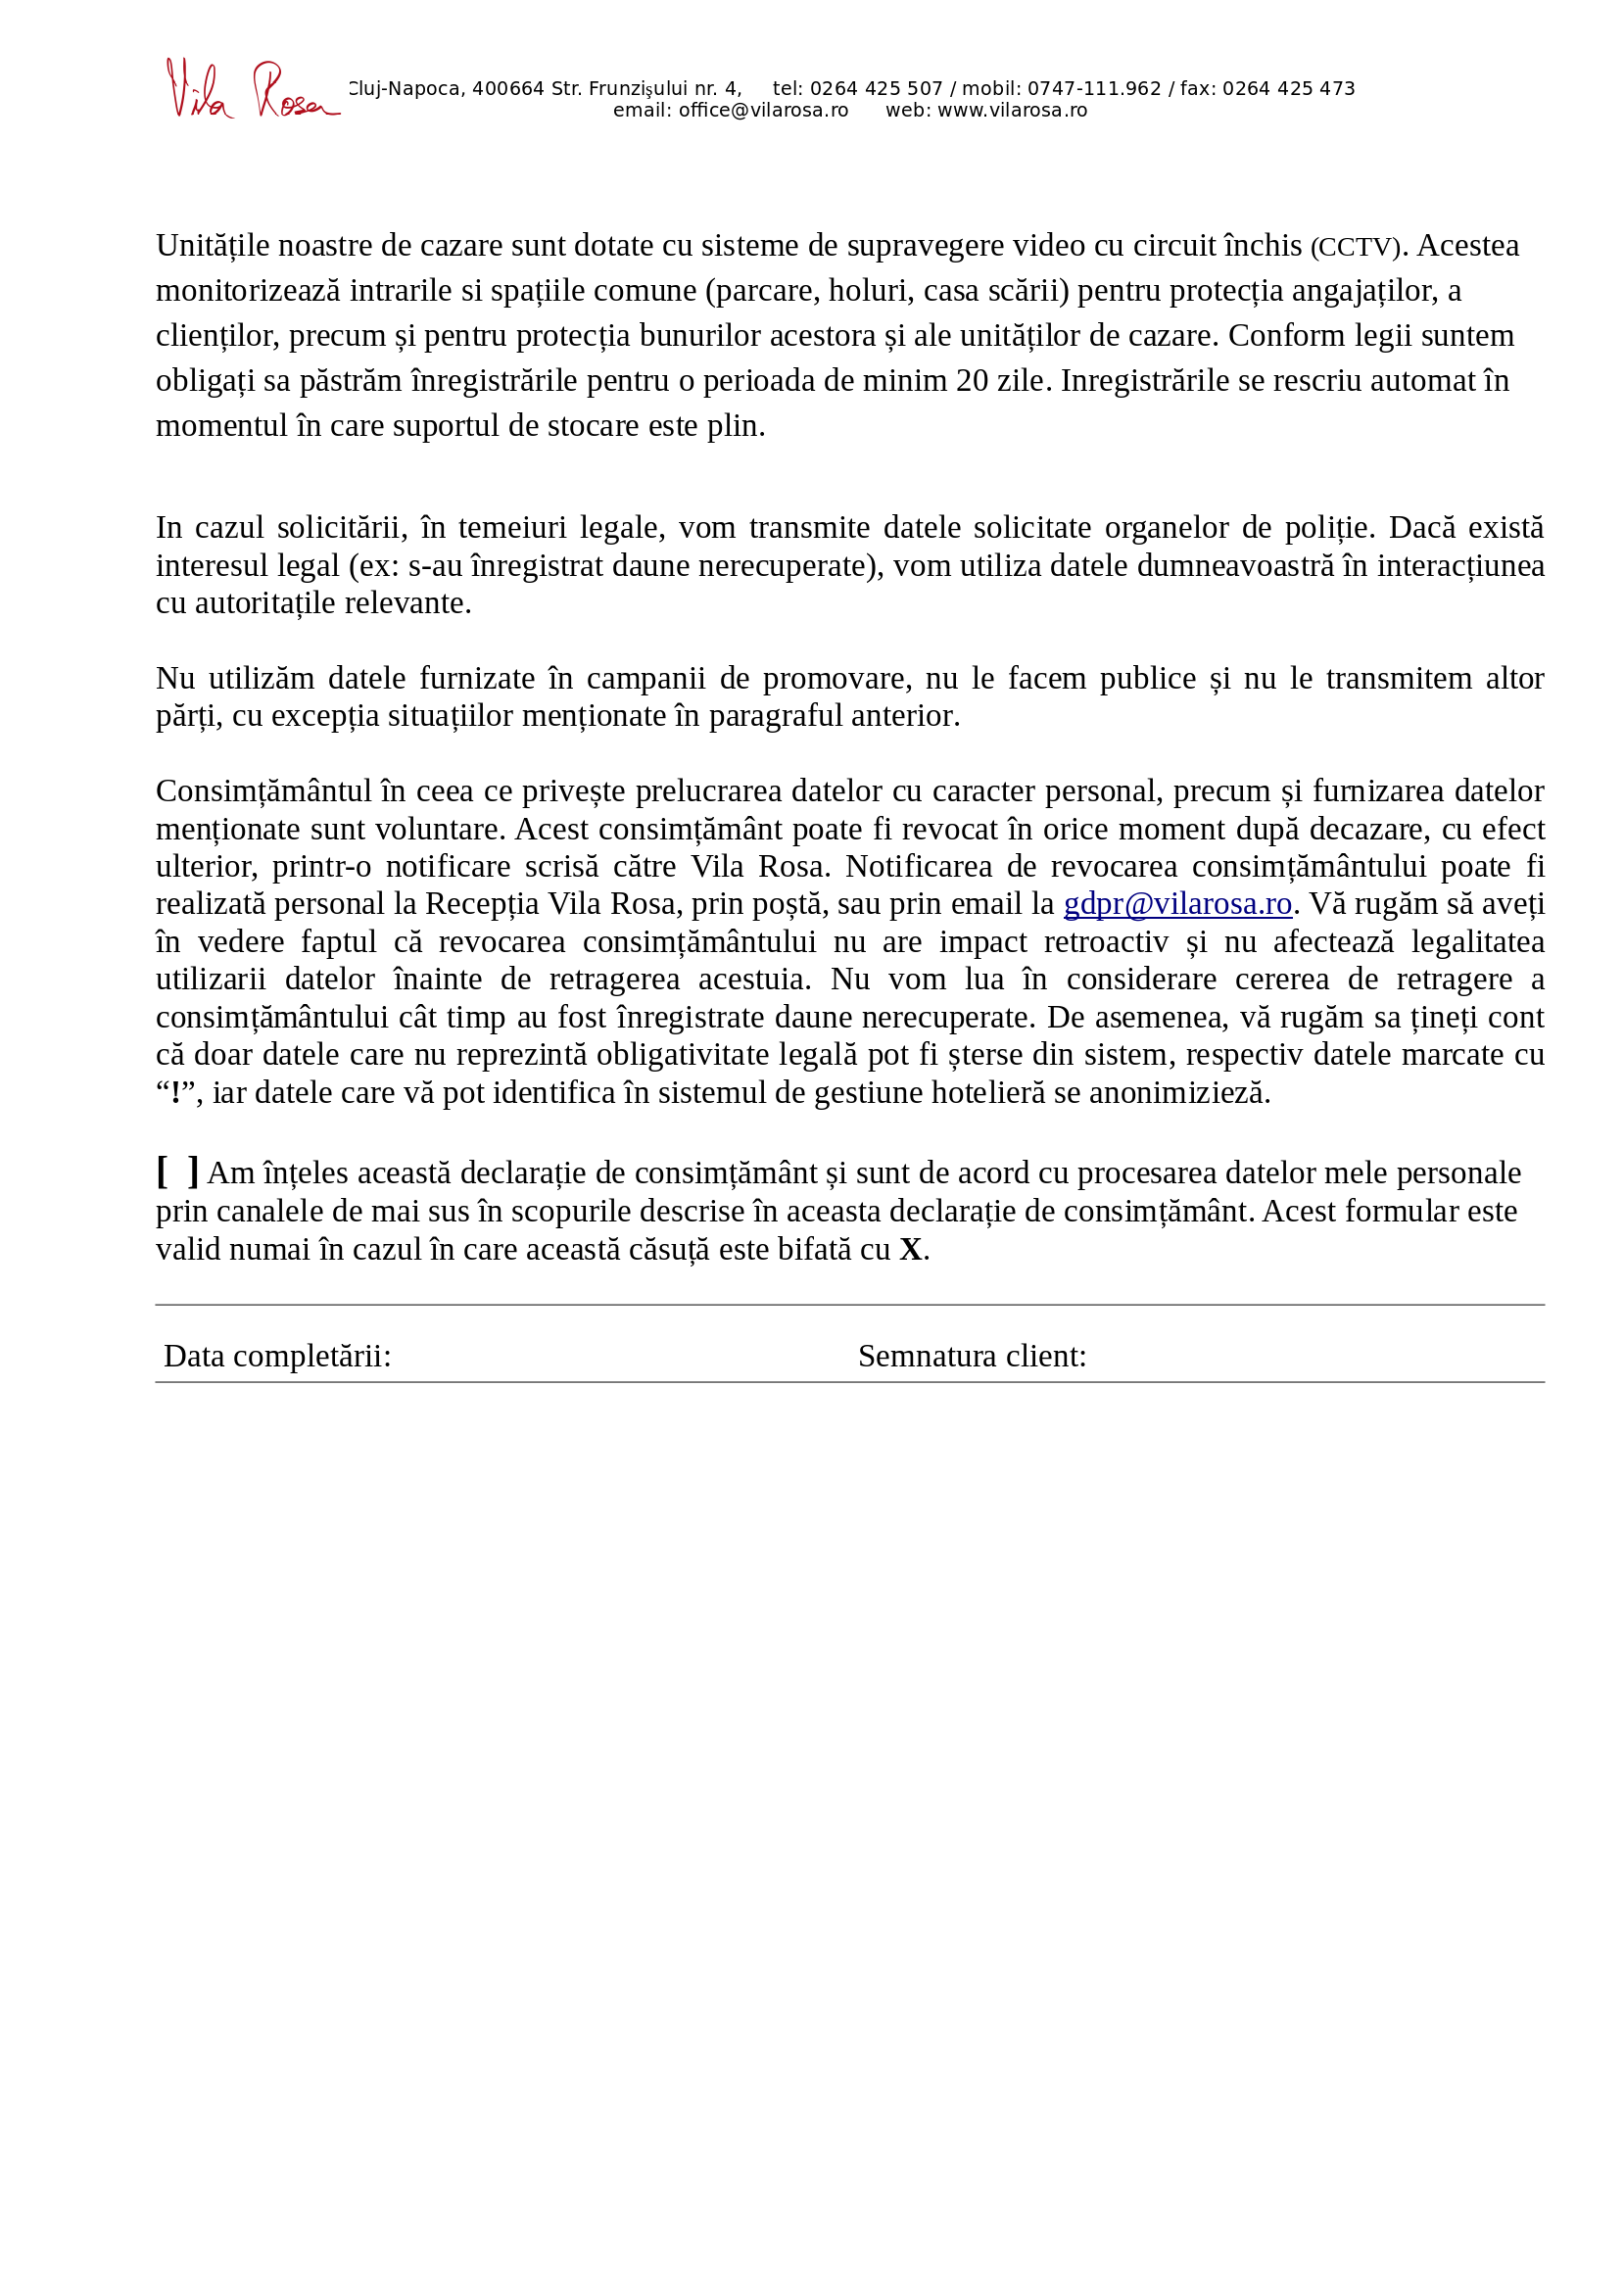 Vila Rosa
Cluj-Napoca, 400664 Str. Frunzişului nr. 4, tel: 0264 425 507 / mobil: 0747-111.962 / fax: 0264 425 473
email: office@vilarosa.ro web: www.vilarosa.ro
Unitățile noastre de cazare sunt dotate cu sisteme de supravegere video cu circuit închis (CCTV). Acestea
monitorizează intrarile si spațiile comune (parcare, holuri, casa scării) pentru protecția angajaților, a
clienților, precum și pentru protecția bunurilor acestora și ale unităților de cazare. Conform legii suntem
obligați sa păstrăm înregistrările pentru o perioada de minim 20 zile. Inregistrările se rescriu automat în
momentul în care suportul de stocare este plin.
In cazul solicitării, în temeiuri legale, vom transmite datele solicitate organelor de poliție. Dacă există
interesul legal (ex: s-au înregistrat daune nerecuperate), vom utiliza datele dumneavoastră în interacțiunea
cu autoritațile relevante.
Nu utilizăm datele furnizate în campanii de promovare, nu le facem publice și nu le transmitem altor
părți, cu excepția situațiilor menționate în paragraful anterior.
Consimțământul în ceea ce privește prelucrarea datelor cu caracter personal, precum și furnizarea datelor
menționate sunt voluntare. Acest consimțământ poate fi revocat în orice moment după decazare, cu efect
ulterior, printr-o notificare scrisă către Vila Rosa. Notificarea de revocarea consimțământului poate fi
realizată personal la Recepția Vila Rosa, prin poștă, sau prin email la gdpr@vilarosa.ro. Vă rugăm să aveți
în vedere faptul că revocarea consimțământului nu are impact retroactiv și nu afectează legalitatea
utilizarii datelor înainte de retragerea acestuia. Nu vom lua în considerare cererea de retragere a
consimțământului cât timp au fost înregistrate daune nerecuperate. De asemenea, vă rugăm sa țineți cont
că doar datele care nu reprezintă obligativitate legală pot fi șterse din sistem, respectiv datele marcate cu
“!”, iar datele care vă pot identifica în sistemul de gestiune hotelieră se anonimizieză.
[ ] Am înțeles această declarație de consimțământ și sunt de acord cu procesarea datelor mele personale
prin canalele de mai sus în scopurile descrise în aceasta declarație de consimțământ. Acest formular este
valid numai în cazul în care această căsuță este bifată cu X.
Data completării: Semnatura client: